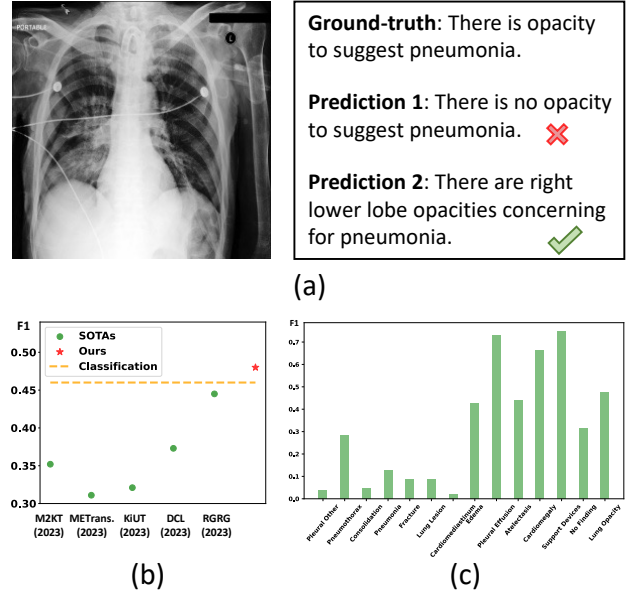 PORTABLE
L
Ground-truth: There is opacity
to suggest pneumonia.
Prediction 1: There is no opacity
to suggest pneumonia.
Prediction 2: There are right
lower lobe opacities concerning
for pneumonia.
(a)
F1
0.50
0.45
0.35
0.30
SOTAs
Ours
Classification
M2KT
(2023)
METrans.
(2023)
KiUT
(2023)
DCL
(2023)
RGRG
(2023)
(b)
F1
0.7
0.6
0.5
0.4
0.3
0.2
0.1
0.0
Pleural Other
Pneumothorax
Consolidation
Pneumonia
Fracture
Lung Lesion
Cardiomediastinum
Edema
Pleural Effusion
Atelectasis
Cardiomegaly
Support Devices
No Finding
Lung Opacity
(c)